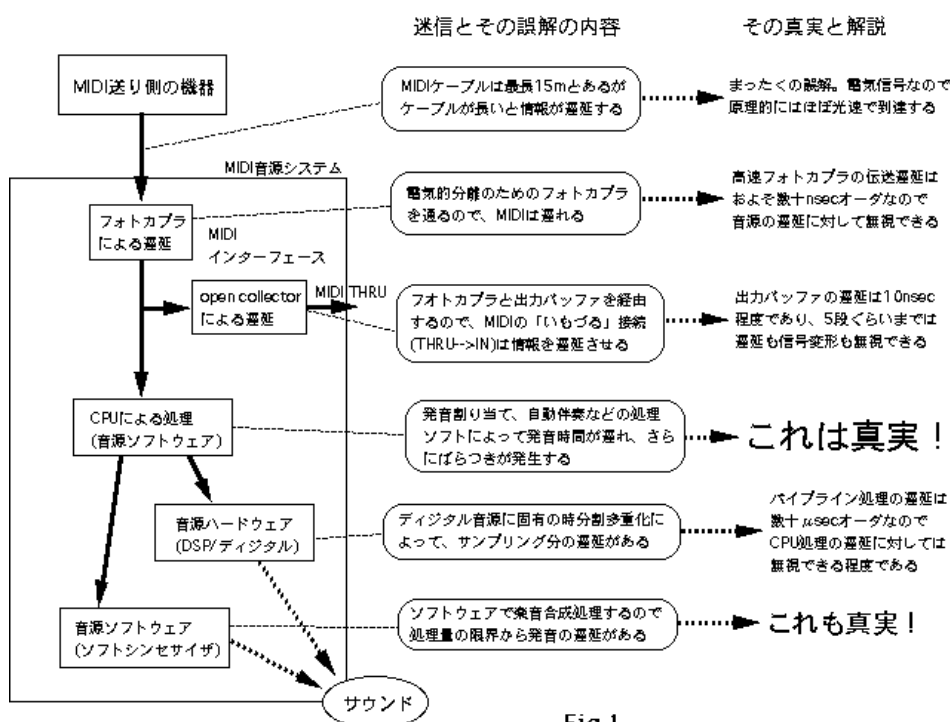 迷信とその誤解の内容
その真実と解説
MIDI送り側の機器
MIDIケーブルは最長15mとあるが
ケーブルが長いと情報が遅延する
まったくの誤解。電気信号なので
原理的にはほぼ光速で到達する
MIDI音源システム
フォトカプラ
による遅延
電気的分離のためのフォトカプラ
を通るので、MIDIは遅れる
高速フォトカプラの伝送遅延は
およそ数十nsecオーダなので
音源の遅延に対して無視できる
MIDI
インターフェース
open collector
による遅延
MIDI THRU
フォトカプラと出力バッファを経由
するので、MIDIの「いもづる」接続
(THRU-->IN)は情報を遅延させる
出力バッファの遅延は10nsec
程度であり、5段ぐらいまでは
遅延も信号変形も無視できる
CPUによる処理
(音源ソフトウェア)
発音割り当て、自動伴奏などの処理
ソフトによって発音時間が遅れ、さら
にばらつきが発生する
これは真実！
音源ハードウェア
(DSP/ディジタル)
ディジタル音源に固有の時分割多重化に
よって、サンプリング分の遅延がある
パイプライン処理の遅延は
数十μsecオーダなので
CPU処理の遅延に対しては
無視できる程度である
音源ソフトウェア
(ソフトシンセサイザ)
ソフトウェアで楽音合成処理するので
処理量の限界から発音の遅延がある
これも真実！
サウンド
Fig.1